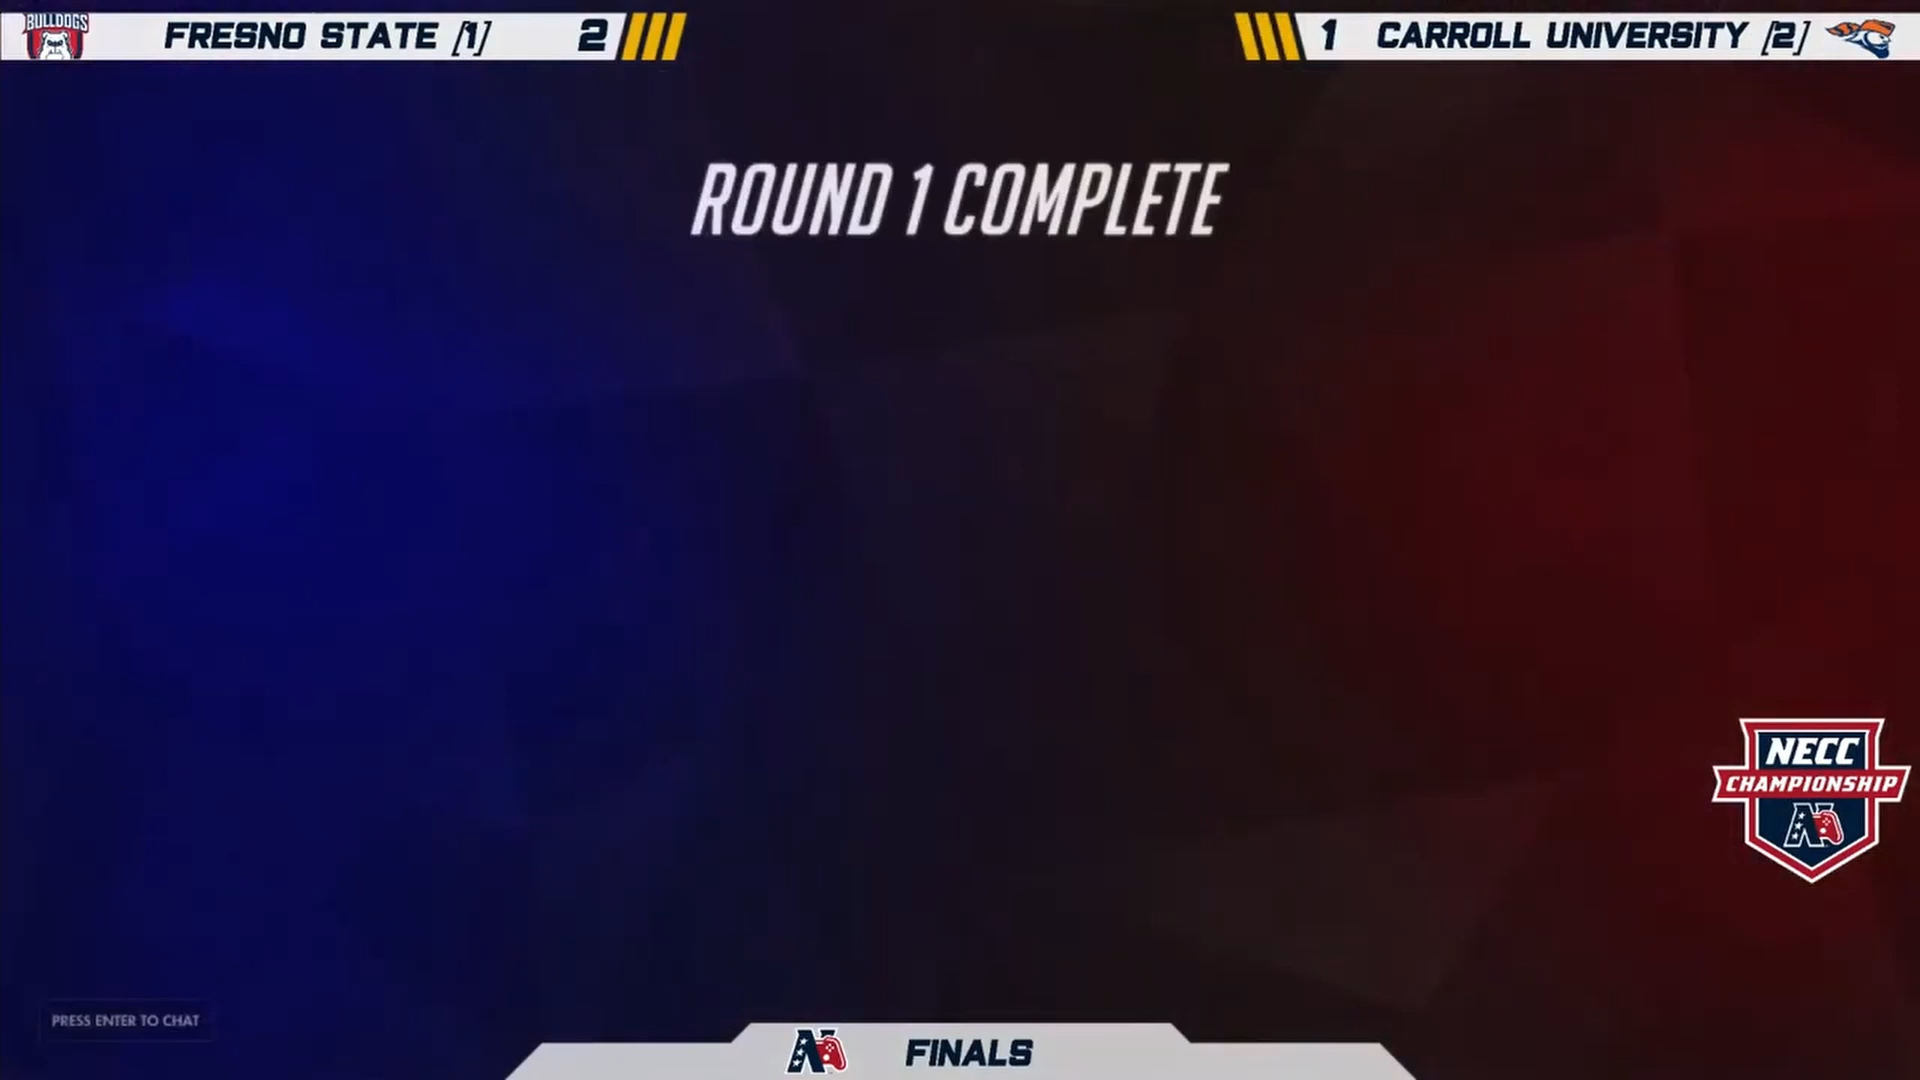 BULLDOGS
FRESNO STATE [1] 2
1 CARROLL UNIVERSITY [2]
ROUND 1 COMPLETE
NECC
CHAMPIONSHIP
N
PRESS ENTER TO CHAT
N FINALS